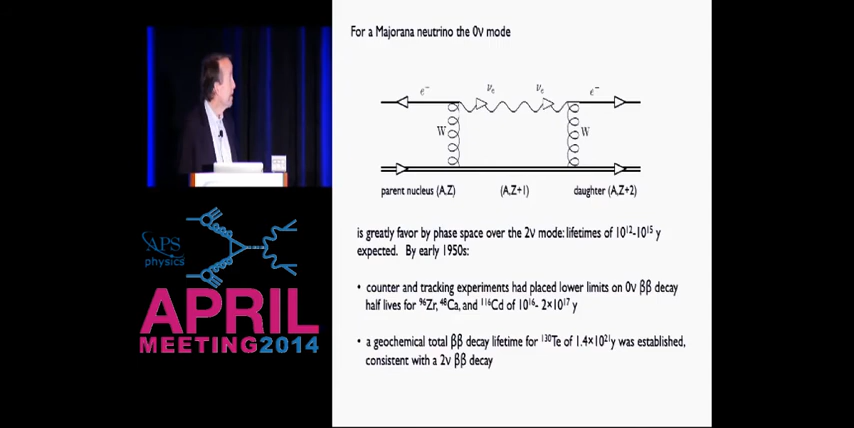 For a Majorana neutrino the 0ν mode
e⁻ νₑ νₑ e⁻
W W
parent nucleus (A,Z) (A,Z+1) daughter (A,Z+2)
is greatly favor by phase space over the 2ν mode: lifetimes of 10¹²-10¹⁵ y
expected. By early 1950s:
• counter and tracking experiments had placed lower limits on 0ν ββ decay
half lives for ⁹⁶Zr, ⁴⁸Ca, and ¹¹⁶Cd of 10¹⁶- 2×10¹⁷ y
• a geochemical total ββ decay lifetime for ¹³⁰Te of 1.4×10²¹y was established,
consistent with a 2ν ββ decay
APS
physics
APRIL
MEETING2014